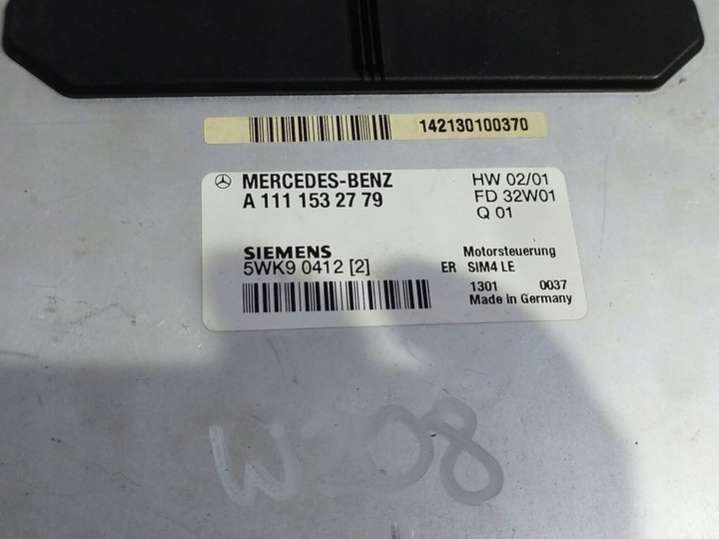 142130100370
MERCEDES-BENZ HW 02/01
A 111 153 27 79 FD 32W01
Q 01
SIEMENS Motorsteuerung
5WK9 0412 [2] ER SIM4 LE
1301 0037
Made in Germany